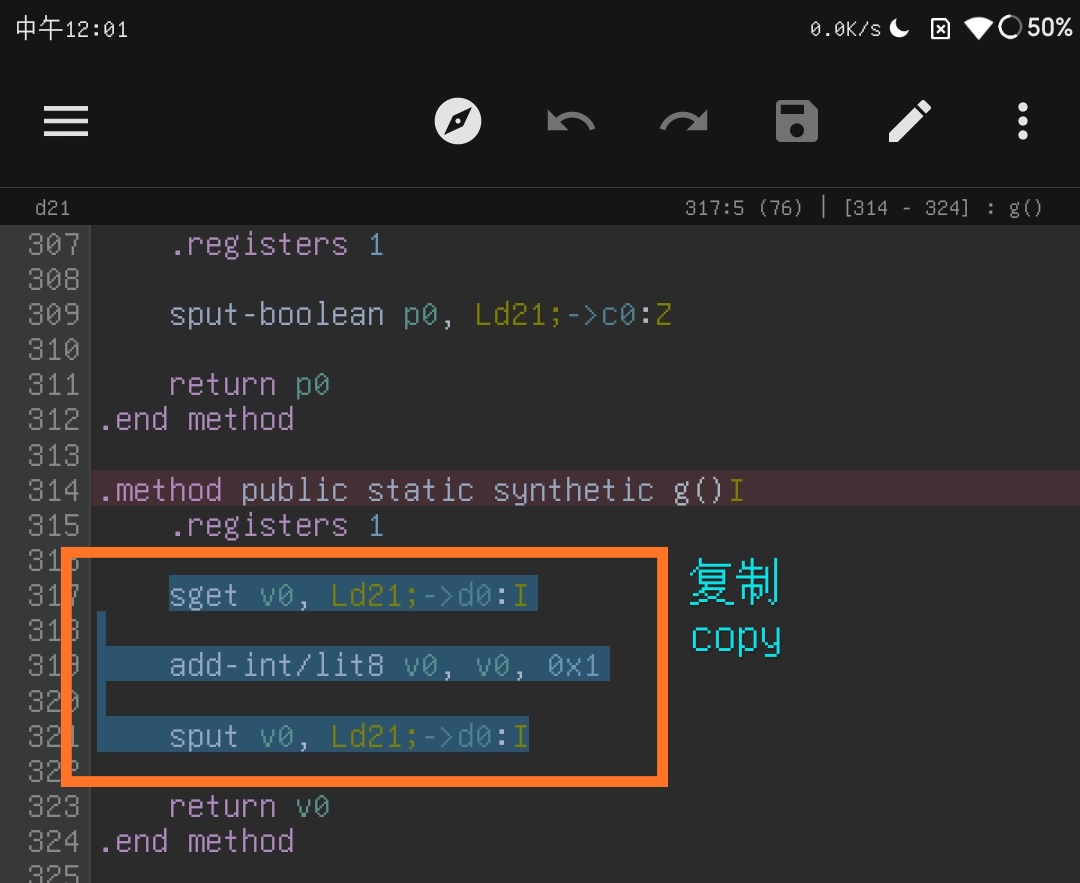 中午12:01 0.0K/s 50%
d21 317:5 (76) | [314 - 324] : g()
307 .registers 1
308
309 sput-boolean p0, Ld21;->c0:Z
310
311 return p0
312 .end method
313
314 .method public static synthetic g()I
315 .registers 1
316
317 sget v0, Ld21;->d0:I
318
319 add-int/lit8 v0, v0, 0x1
320
321 sput v0, Ld21;->d0:I
322
323 return v0
324 .end method
325
复制
copy